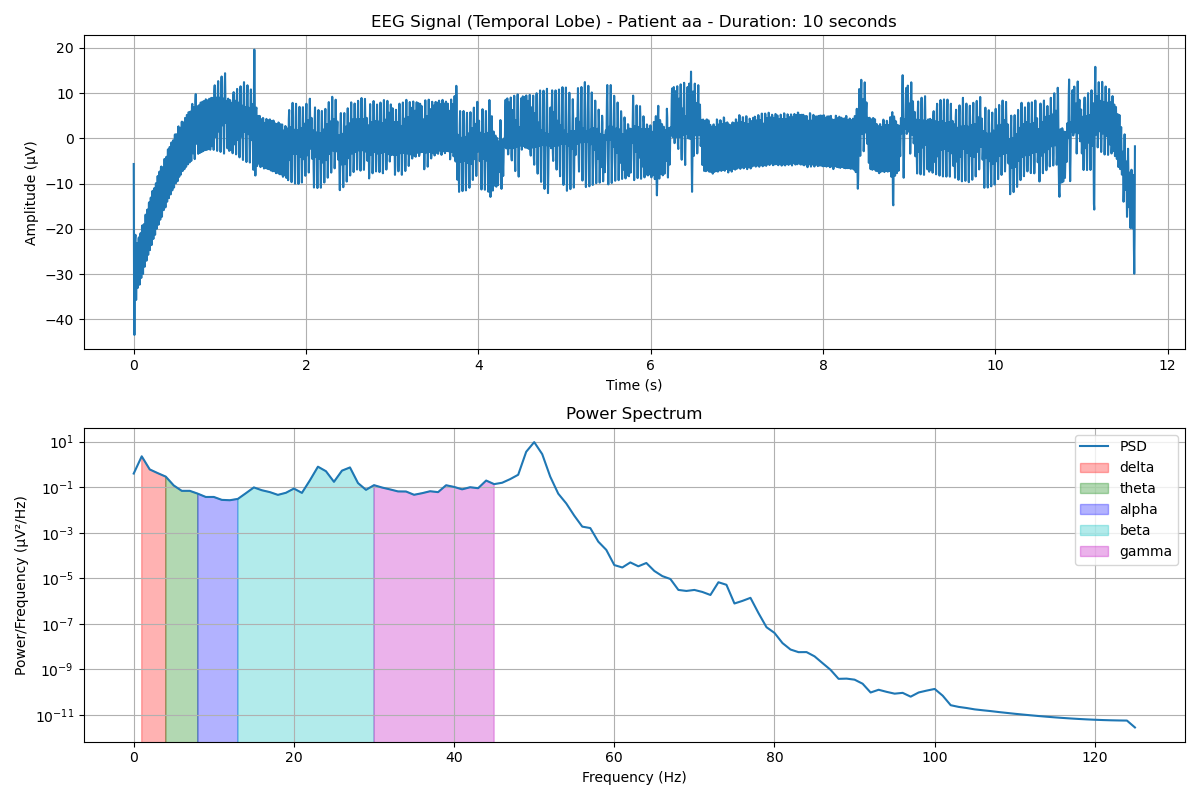 EEG Signal (Temporal Lobe) - Patient aa - Duration: 10 seconds
20
10
0
−10
−20
−30
−40
Amplitude (µV)
0 2 4 6 8 10 12
Time (s)
Power Spectrum
10¹
10⁻¹
10⁻³
10⁻⁵
10⁻⁷
10⁻⁹
10⁻¹¹
Power/Frequency (µV²/Hz)
PSD
delta
theta
alpha
beta
gamma
0 20 40 60 80 100 120
Frequency (Hz)